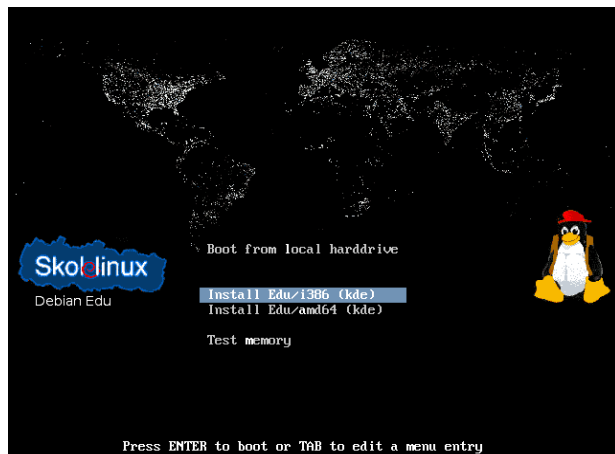 Boot from local harddrive
Skolelinux
Debian Edu
Install Edu/i386 (kde)
Install Edu/amd64 (kde)
Test memory
Press ENTER to boot or TAB to edit a menu entry